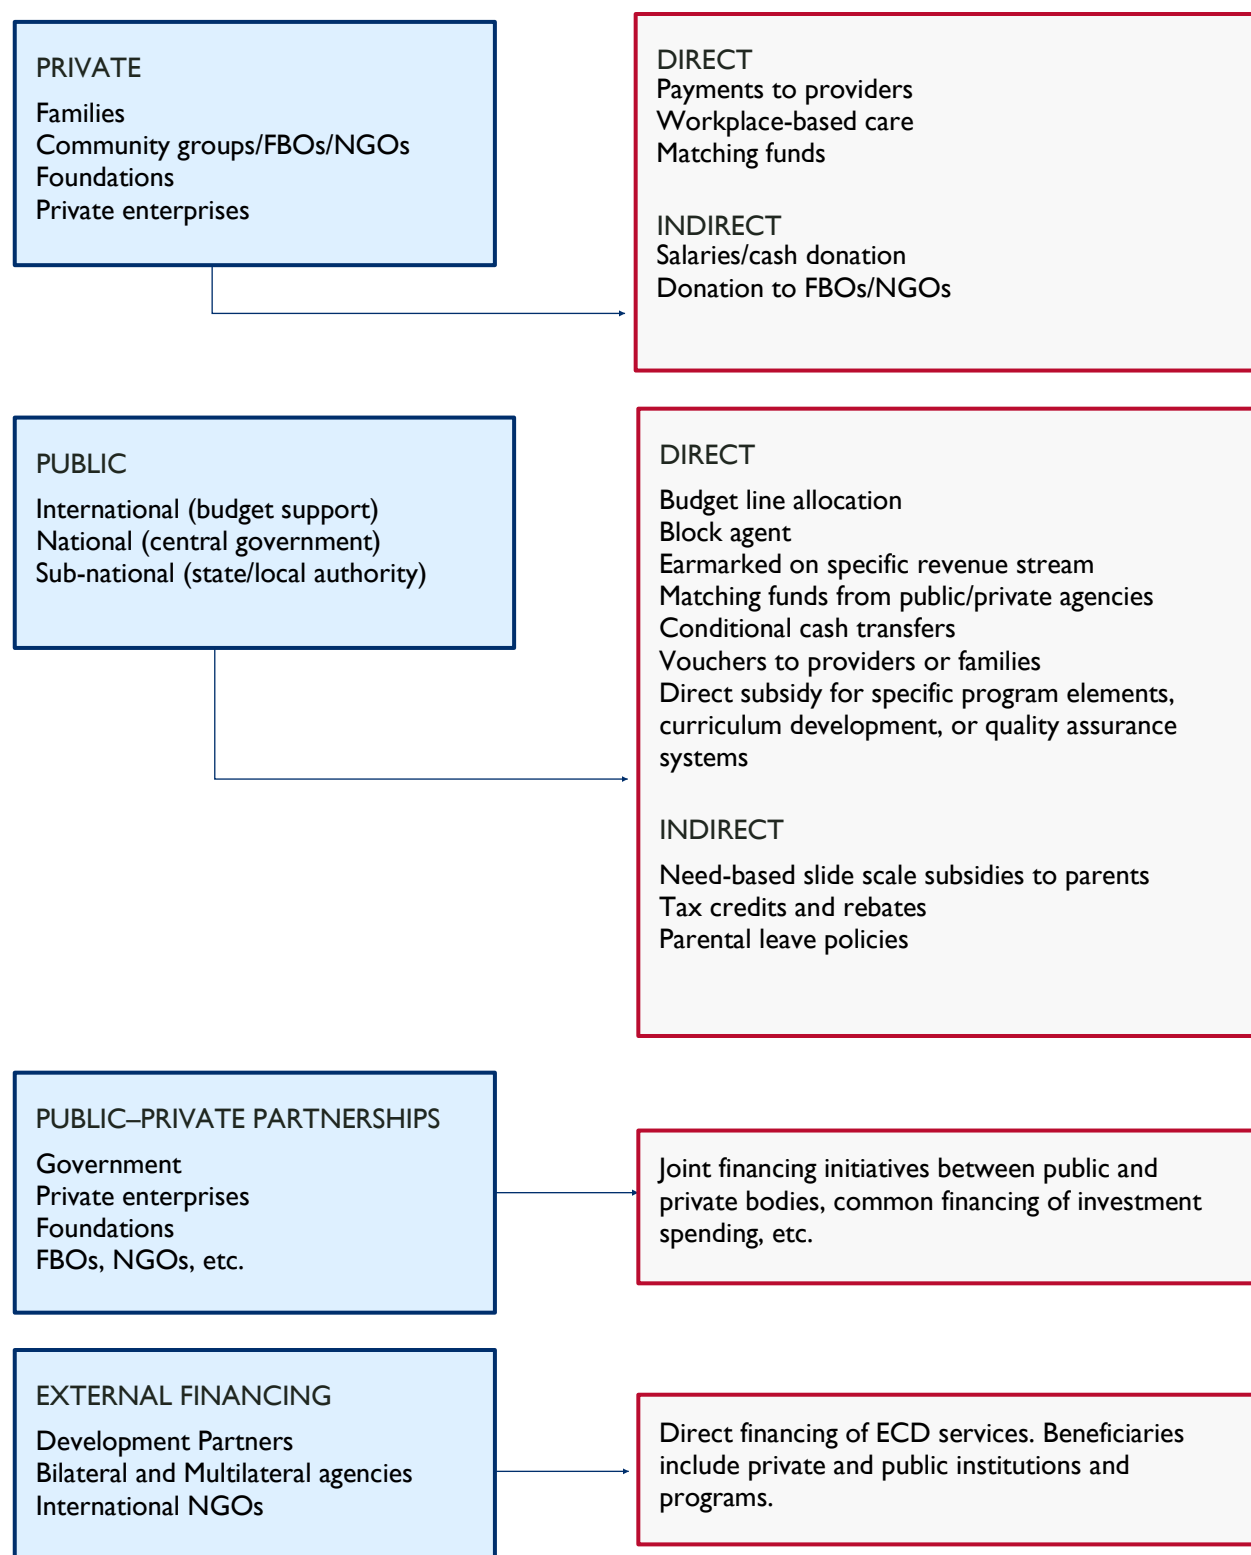 PRIVATE
Families
Community groups/FBOs/NGOs
Foundations
Private enterprises
DIRECT
Payments to providers
Workplace-based care
Matching funds
INDIRECT
Salaries/cash donation
Donation to FBOs/NGOs
PUBLIC
International (budget support)
National (central government)
Sub-national (state/local authority)
DIRECT
Budget line allocation
Block agent
Earmarked on specific revenue stream
Matching funds from public/private agencies
Conditional cash transfers
Vouchers to providers or families
Direct subsidy for specific program elements,
curriculum development, or quality assurance
systems
INDIRECT
Need-based slide scale subsidies to parents
Tax credits and rebates
Parental leave policies
PUBLIC–PRIVATE PARTNERSHIPS
Government
Private enterprises
Foundations
FBOs, NGOs, etc.
Joint financing initiatives between public and
private bodies, common financing of investment
spending, etc.
EXTERNAL FINANCING
Development Partners
Bilateral and Multilateral agencies
International NGOs
Direct financing of ECD services. Beneficiaries
include private and public institutions and
programs.